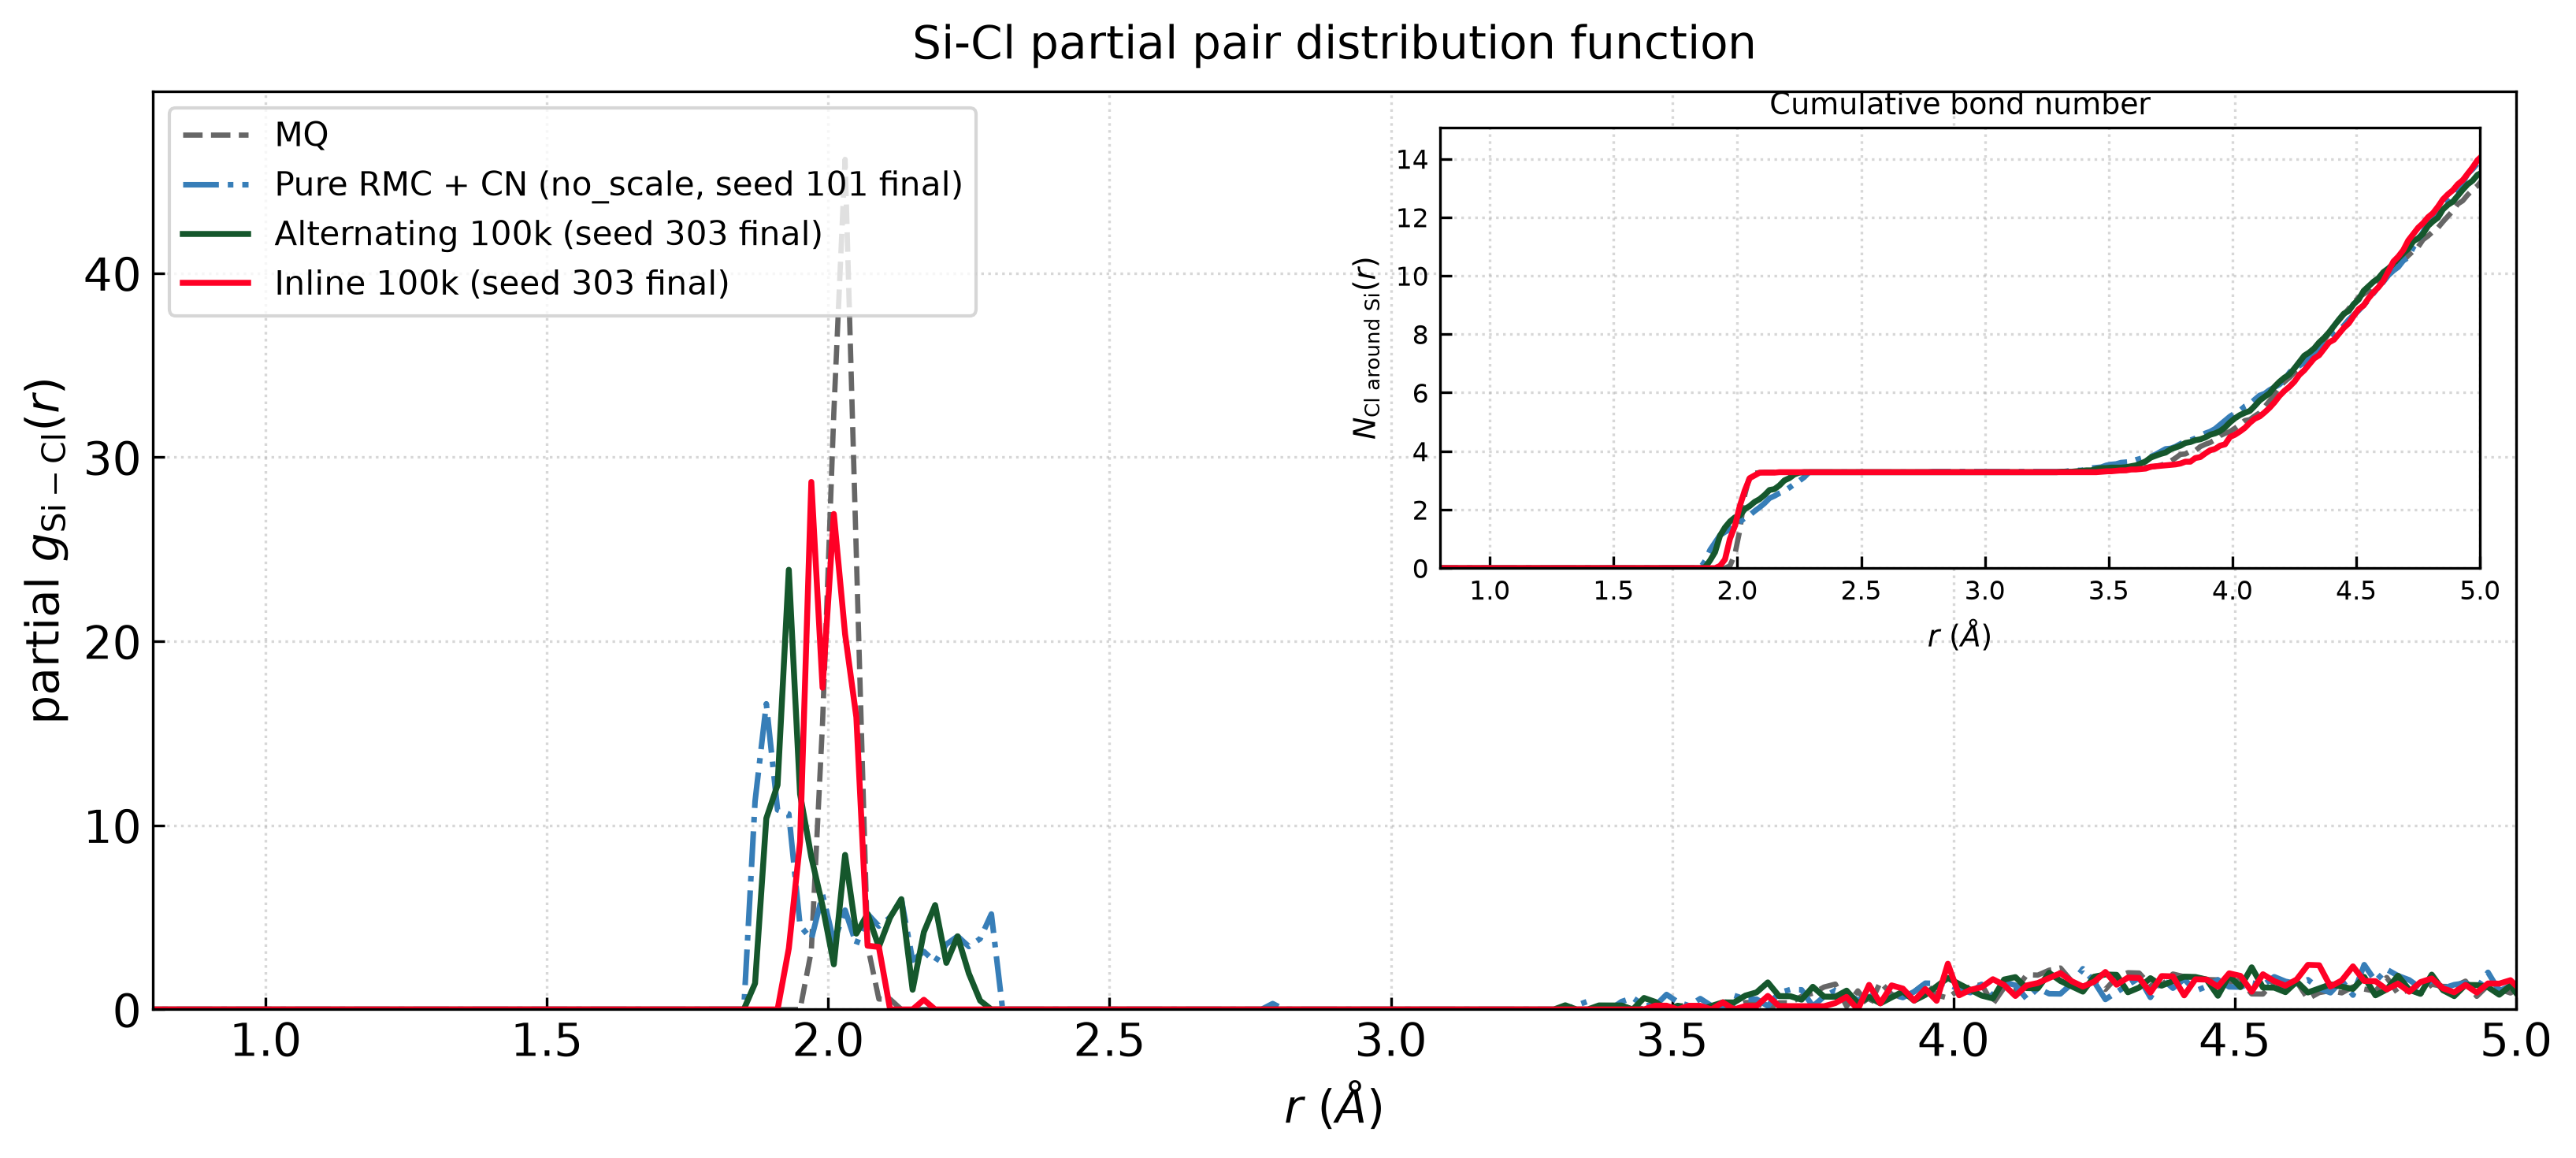 Si-Cl partial pair distribution function
MQ
Pure RMC + CN (no_scale, seed 101 final)
Alternating 100k (seed 303 final)
Inline 100k (seed 303 final)
partial gSi−Cl(r)
40
30
20
10
0
1.0 1.5 2.0 2.5 3.0 3.5 4.0 4.5 5.0
r (Å)
Cumulative bond number
NCl around Si(r)
14
12
10
8
6
4
2
0
1.0 1.5 2.0 2.5 3.0 3.5 4.0 4.5 5.0
r (Å)